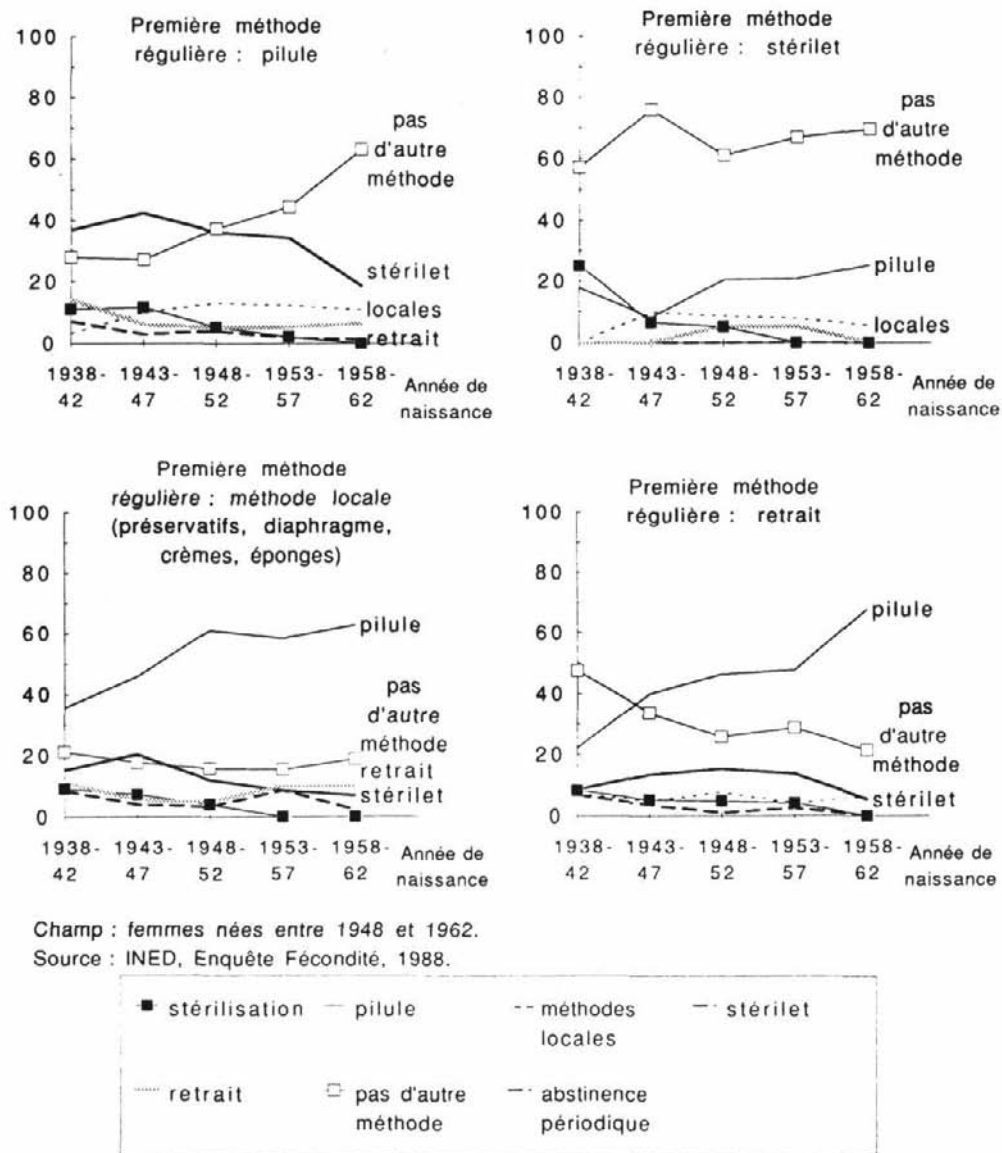 Première méthode
régulière : pilule
100
80
60
40
20
0
pas
d'autre
méthode
stérilet
locales
retrait
1938-
42
1943-
47
1948-
52
1953-
57
1958-
62
Année de
naissance
Première méthode
régulière : stérilet
100
80
60
40
20
0
pas
d'autre
méthode
pilule
locales
1938-
42
1943-
47
1948-
52
1953-
57
1958-
62
Année de
naissance
Première méthode
régulière : méthode locale
(préservatifs, diaphragme,
crèmes, éponges)
100
80
60
40
20
0
pilule
pas
d'autre
méthode
retrait
stérilet
1938-
42
1943-
47
1948-
52
1953-
57
1958-
62
Année de
naissance
Première méthode
régulière : retrait
100
80
60
40
20
0
pilule
pas
d'autre
méthode
stérilet
1938-
42
1943-
47
1948-
52
1953-
57
1958-
62
Année de
naissance
Champ : femmes nées entre 1948 et 1962.
Source : INED, Enquête Fécondité, 1988.
stérilisation
pilule
méthodes
locales
stérilet
retrait
pas d'autre
méthode
abstinence
périodique